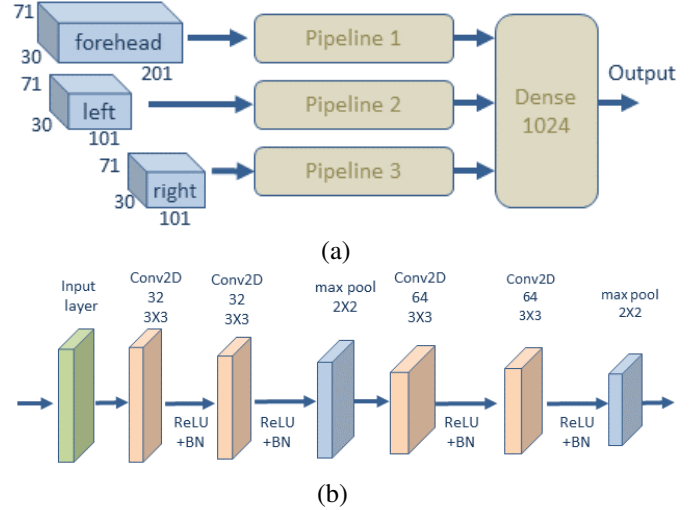 71
forehead
30
201
Pipeline 1
71
left
30
101
Pipeline 2
71
right
30
101
Pipeline 3
Dense
1024
Output
(a)
Input
layer
Conv2D
32
3X3
Conv2D
32
3X3
max pool
2X2
Conv2D
64
3X3
Conv2D
64
3X3
max pool
2X2
ReLU
+BN
ReLU
+BN
ReLU
+BN
ReLU
+BN
(b)